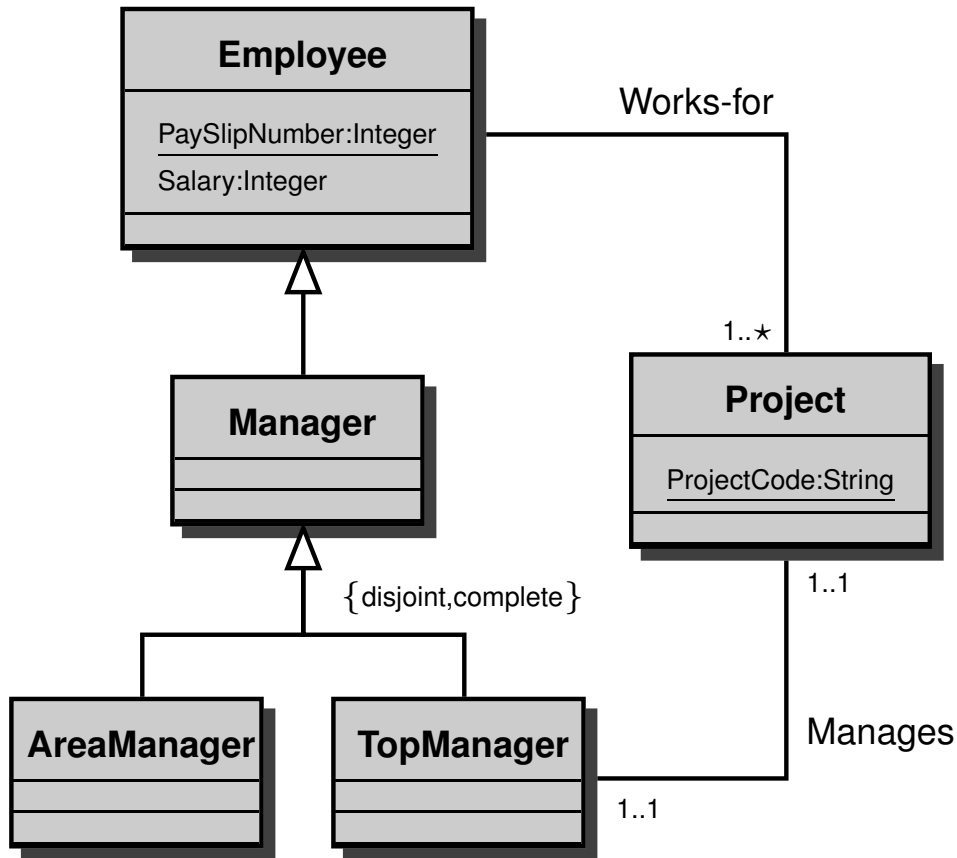 Employee
PaySlipNumber:Integer
Salary:Integer
Works-for
1..⋆
Project
ProjectCode:String
Manager
{disjoint,complete}
1..1
AreaManager
TopManager
Manages
1..1